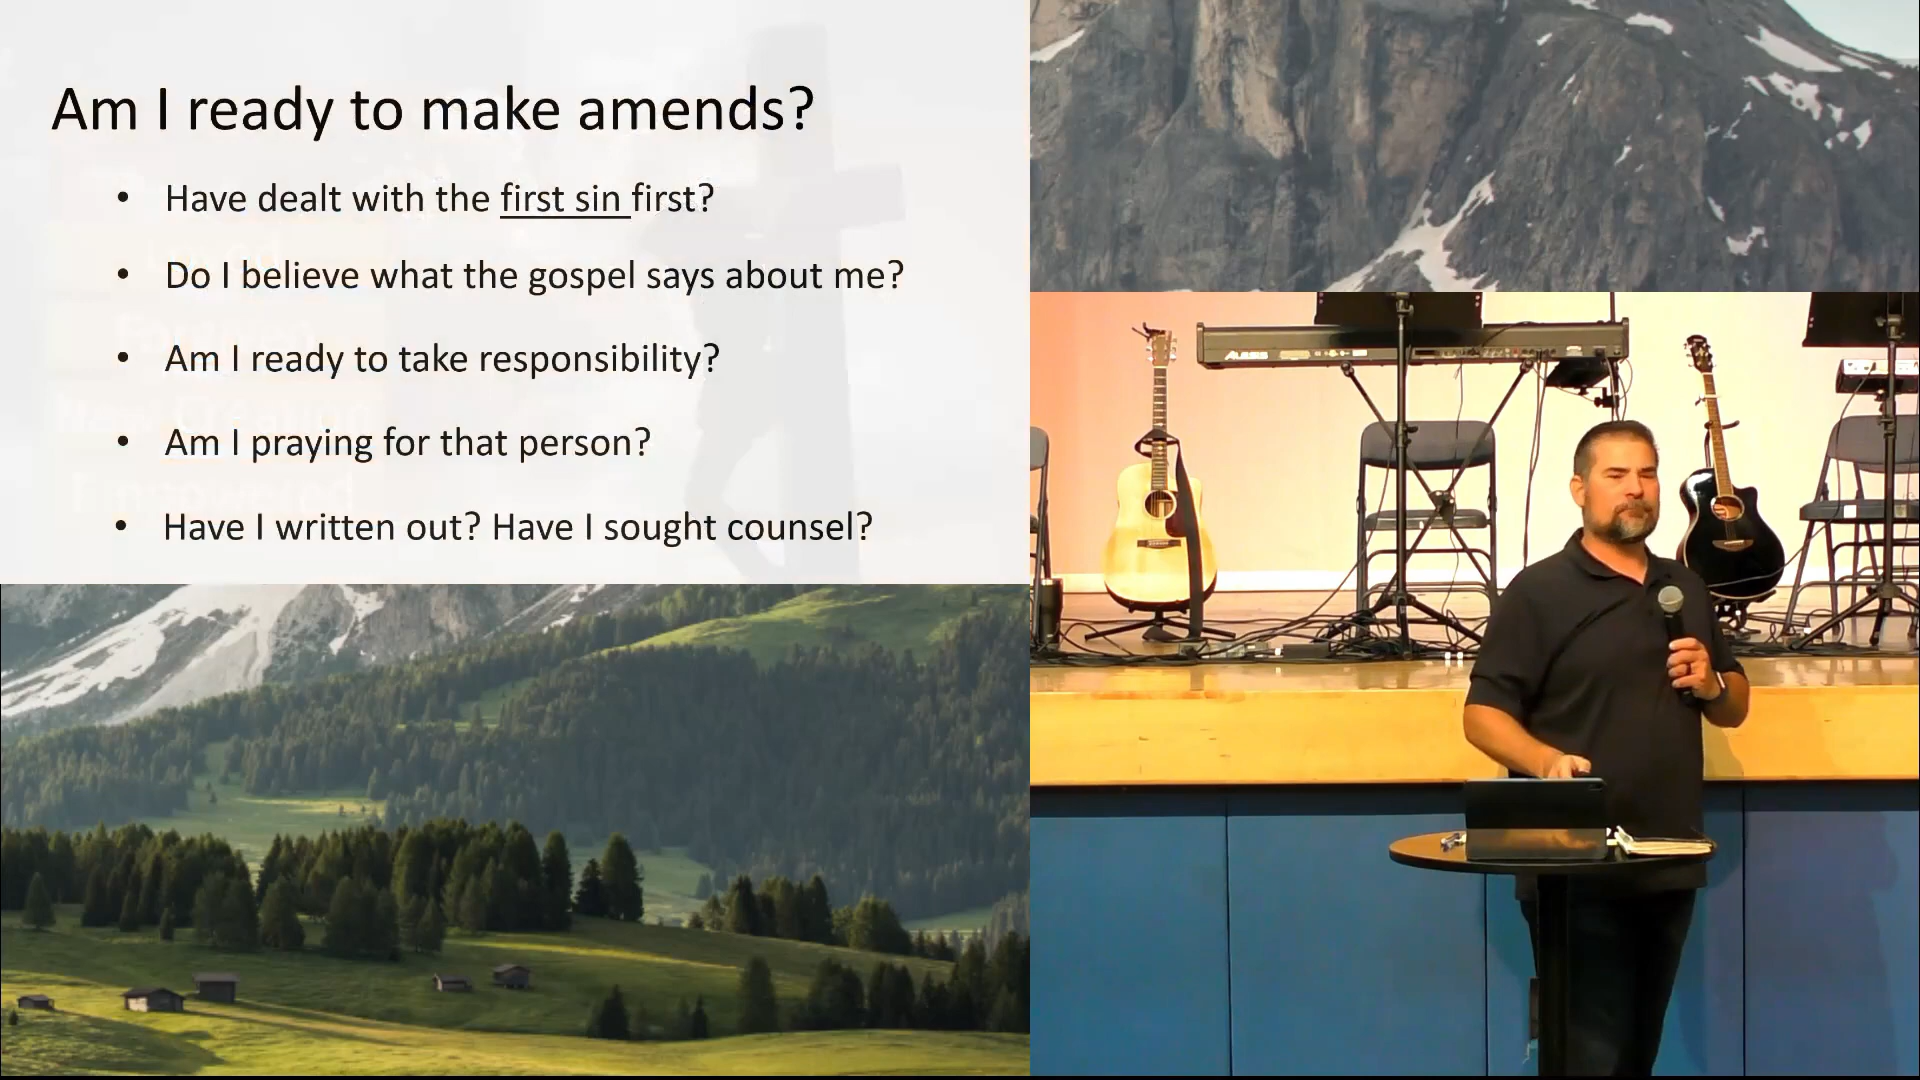 Am I ready to make amends?
• Have dealt with the first sin first?
• Do I believe what the gospel says about me?
• Am I ready to take responsibility?
• Am I praying for that person?
• Have I written out? Have I sought counsel?